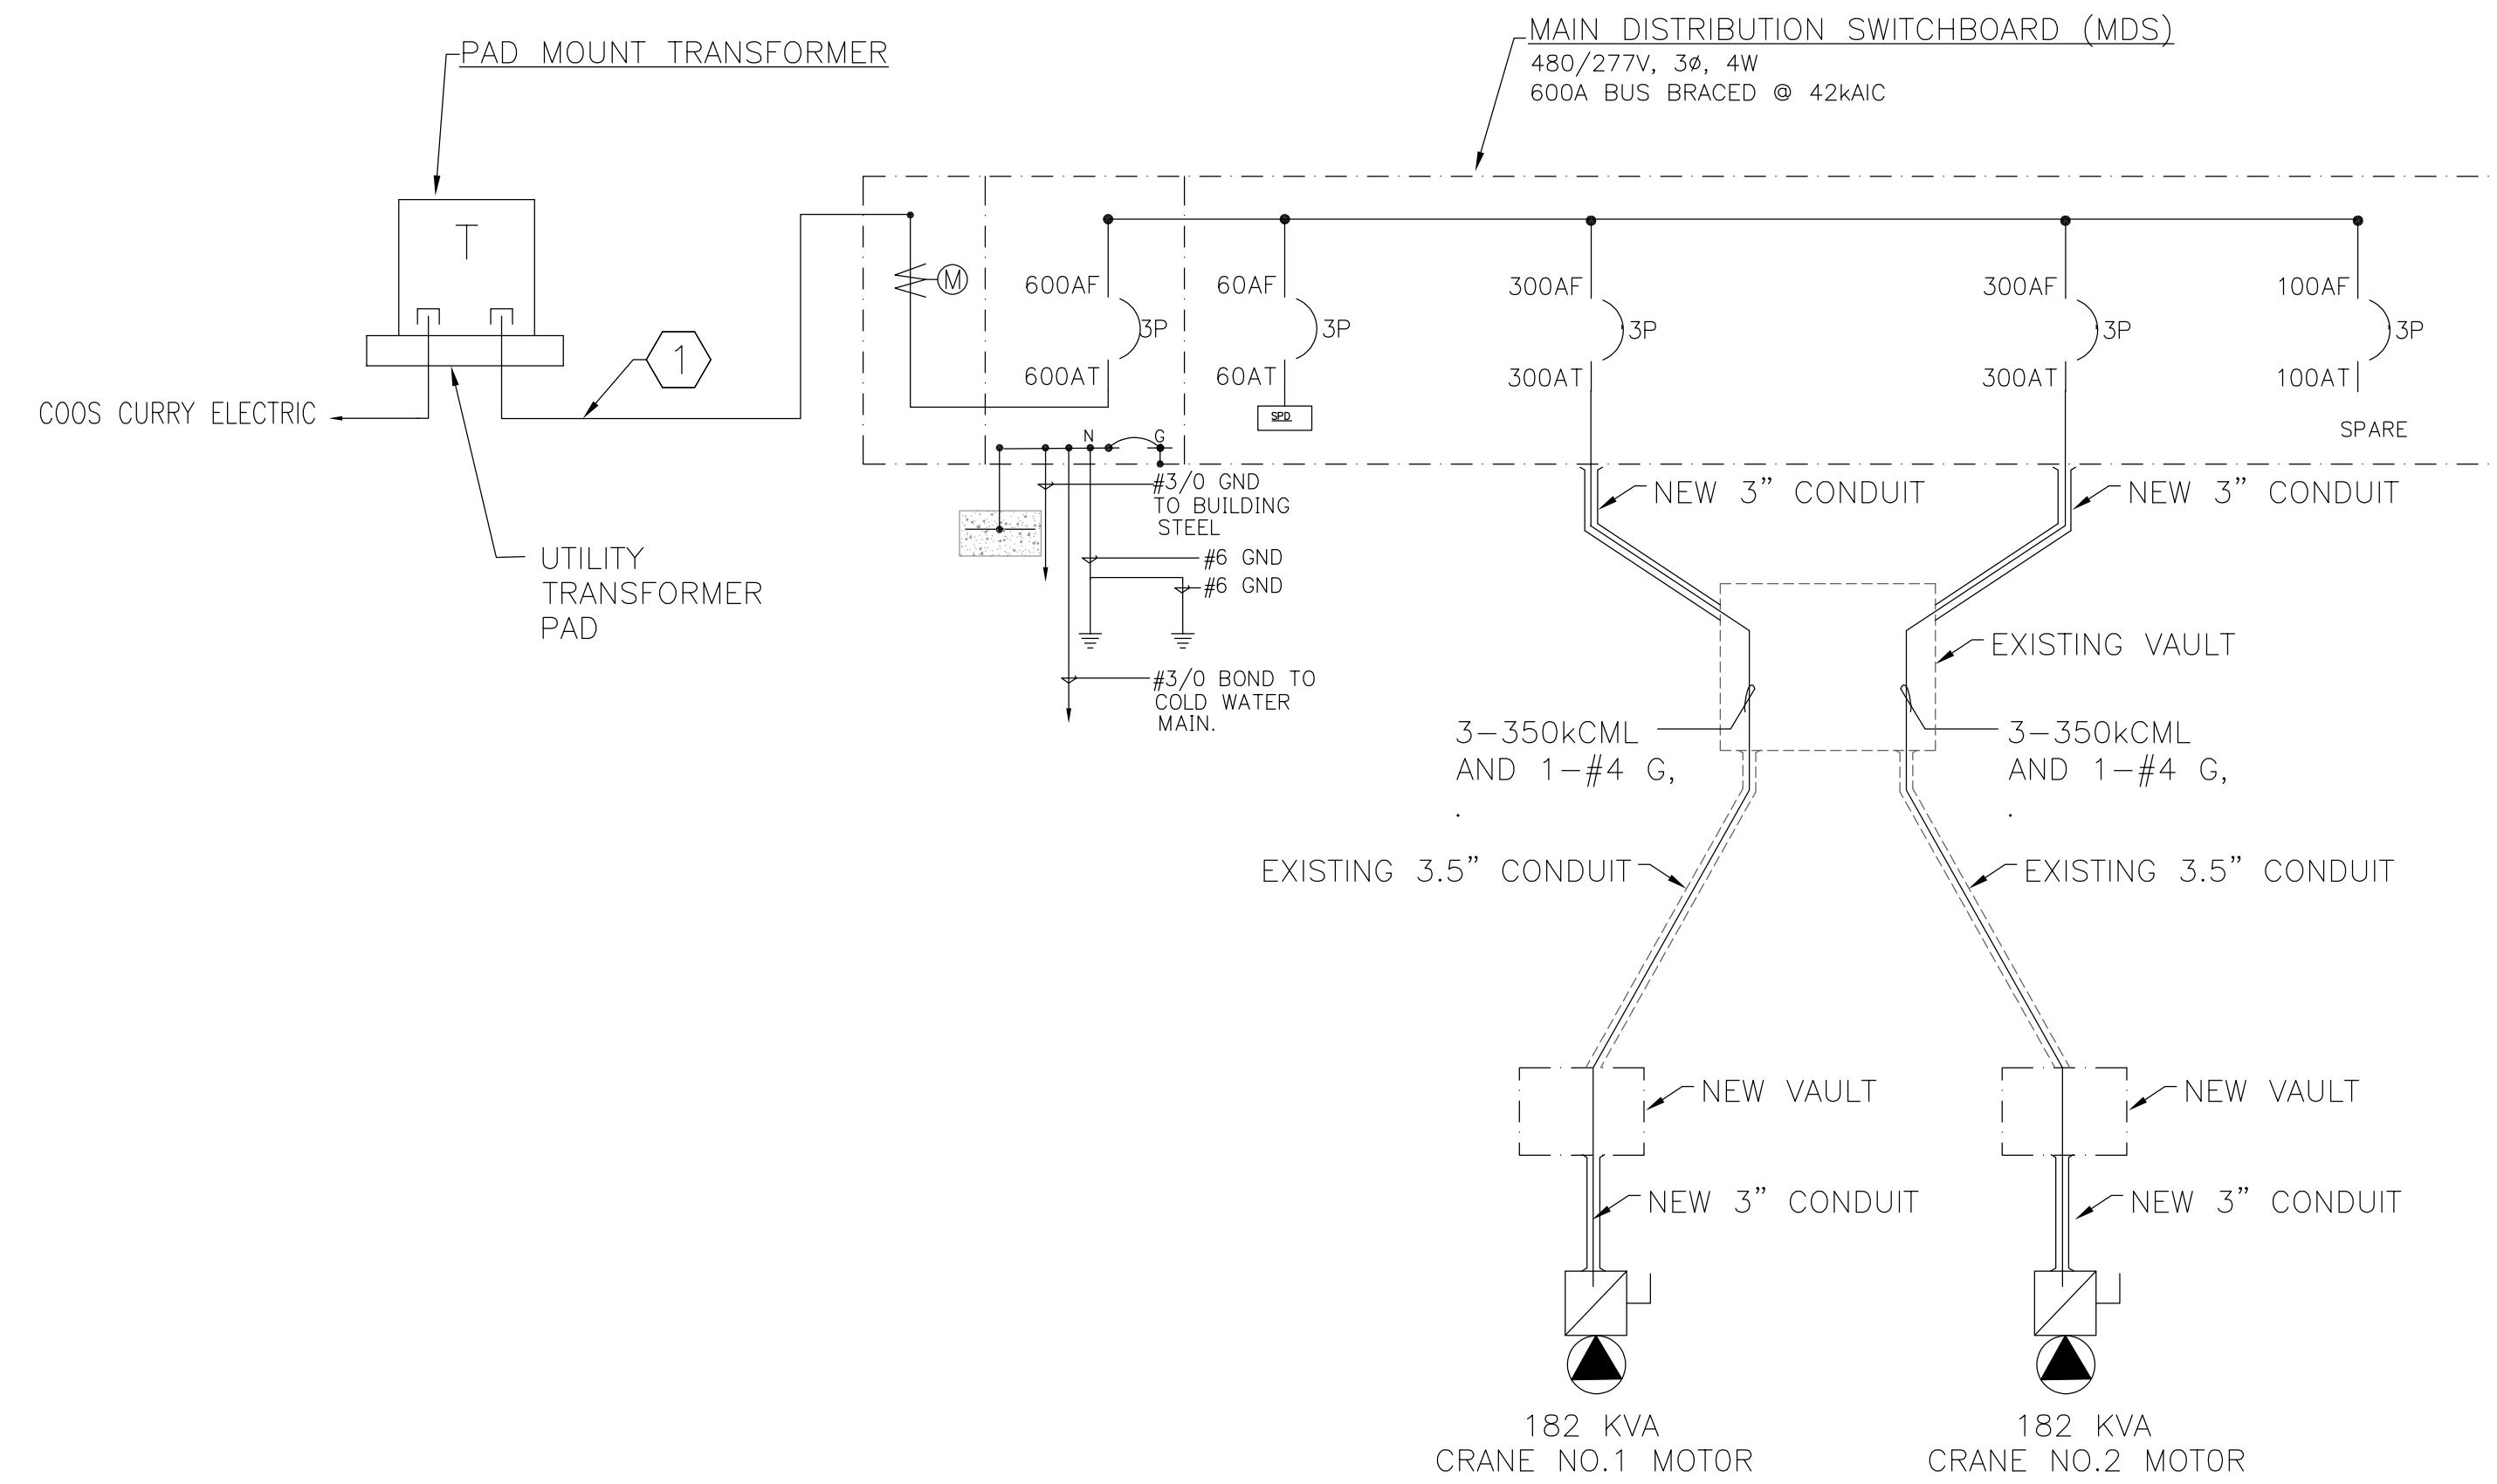 PAD MOUNT TRANSFORMER
MAIN DISTRIBUTION SWITCHBOARD (MDS)
480/277V, 3ø, 4W
600A BUS BRACED @ 42kAIC
T
1
COOS CURRY ELECTRIC
UTILITY
TRANSFORMER
PAD
M
600AF
3P
600AT
60AF
3P
60AT
SPD
300AF
3P
300AT
300AF
3P
300AT
100AF
3P
100AT
SPARE
N
G
#3/0 GND
TO BUILDING
STEEL
#6 GND
#6 GND
#3/0 BOND TO
COLD WATER
MAIN.
NEW 3” CONDUIT
NEW 3” CONDUIT
EXISTING VAULT
3-350kCML
AND 1-#4 G,
.
3-350kCML
AND 1-#4 G,
.
EXISTING 3.5” CONDUIT
EXISTING 3.5” CONDUIT
NEW VAULT
NEW VAULT
NEW 3” CONDUIT
NEW 3” CONDUIT
182 KVA
CRANE NO.1 MOTOR
182 KVA
CRANE NO.2 MOTOR